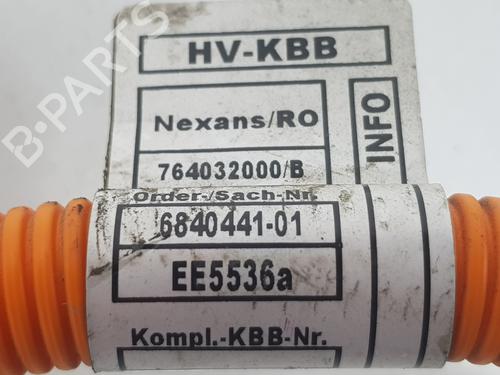 HV-KBB
Nexans/RO
INFO
764032000/B
Order-/Sach-Nr.
6840441-01
EE5536a
Kompl.-KBB-Nr.
B-PARTS